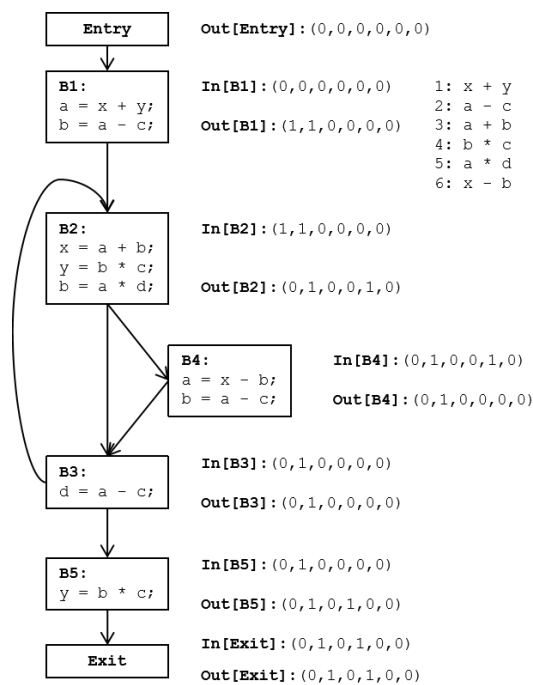 Entry
Out[Entry]:(0,0,0,0,0,0)
B1:
a = x + y;
b = a - c;
In[B1]:(0,0,0,0,0,0)
Out[B1]:(1,1,0,0,0,0)
1: x + y
2: a - c
3: a + b
4: b * c
5: a * d
6: x - b
B2:
x = a + b;
y = b * c;
b = a * d;
In[B2]:(1,1,0,0,0,0)
Out[B2]:(0,1,0,0,1,0)
B4:
a = x - b;
b = a - c;
In[B4]:(0,1,0,0,1,0)
Out[B4]:(0,1,0,0,0,0)
B3:
d = a - c;
In[B3]:(0,1,0,0,0,0)
Out[B3]:(0,1,0,0,0,0)
B5:
y = b * c;
In[B5]:(0,1,0,0,0,0)
Out[B5]:(0,1,0,1,0,0)
Exit
In[Exit]:(0,1,0,1,0,0)
Out[Exit]:(0,1,0,1,0,0)